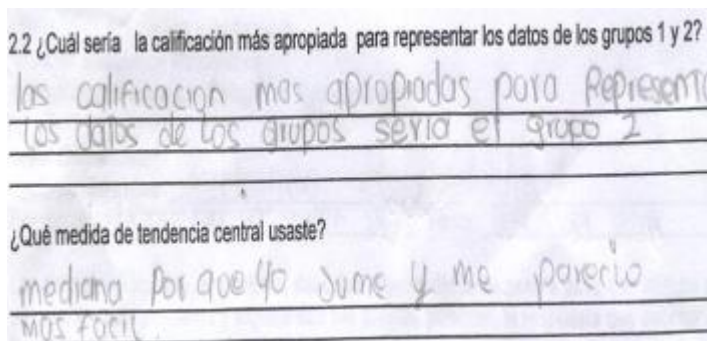 2.2 ¿Cuál sería la calificación más apropiada para representar los datos de los grupos 1 y 2?
las calificacion mas apropiadas para Representa
Los datos de Los grupos seria el grupo 2
¿Qué medida de tendencia central usaste?
mediana Por que yo sume y me parecio
mas facil.